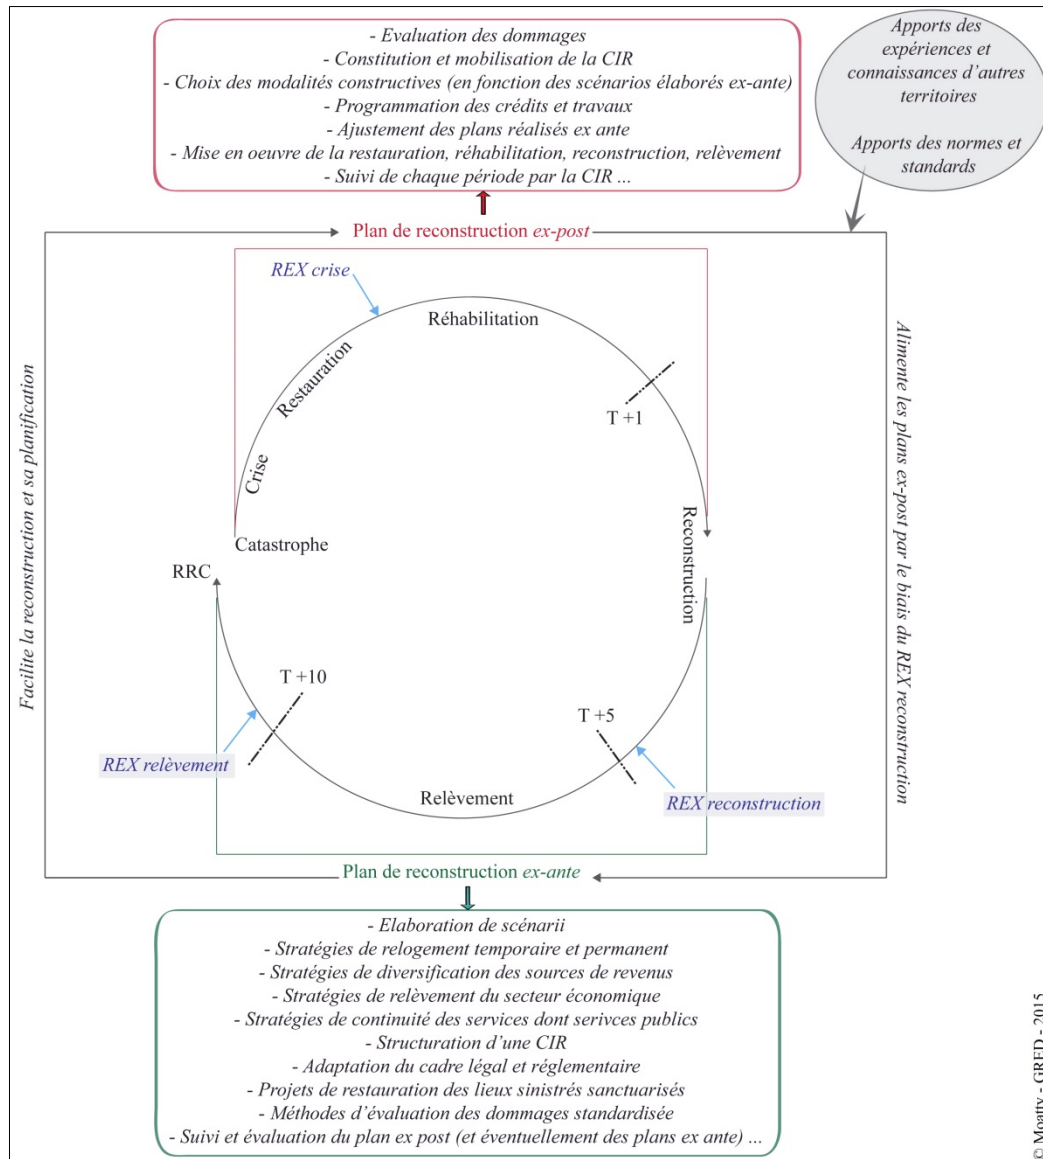 - Evaluation des dommages
- Constitution et mobilisation de la CIR
- Choix des modalités constructives (en fonction des scénarios élaborés ex-ante)
- Programmation des crédits et travaux
- Ajustement des plans réalisés ex ante
- Mise en oeuvre de la restauration, réhabilitation, reconstruction, relèvement
- Suivi de chaque période par la CIR ...
Apports des
expériences et
connaissances d'autres
territoires
Apports des normes et
standards
Plan de reconstruction ex-post
REX crise
Réhabilitation
Restauration
Crise
Catastrophe
T +1
Reconstruction
RRC
T +10
T +5
REX relèvement
Relèvement
REX reconstruction
Facilite la reconstruction et sa planification
Alimente les plans ex-post par le biais du REX reconstruction
Plan de reconstruction ex-ante
- Elaboration de scénarii
- Stratégies de relogement temporaire et permanent
- Stratégies de diversification des sources de revenus
- Stratégies de relèvement du secteur économique
- Stratégies de continuité des services dont serivces publics
- Structuration d'une CIR
- Adaptation du cadre légal et réglementaire
- Projets de restauration des lieux sinistrés sanctuarisés
- Méthodes d'évaluation des dommages standardisée
- Suivi et évaluation du plan ex post (et éventuellement des plans ex ante) ...
© Moatty - GRED - 2015